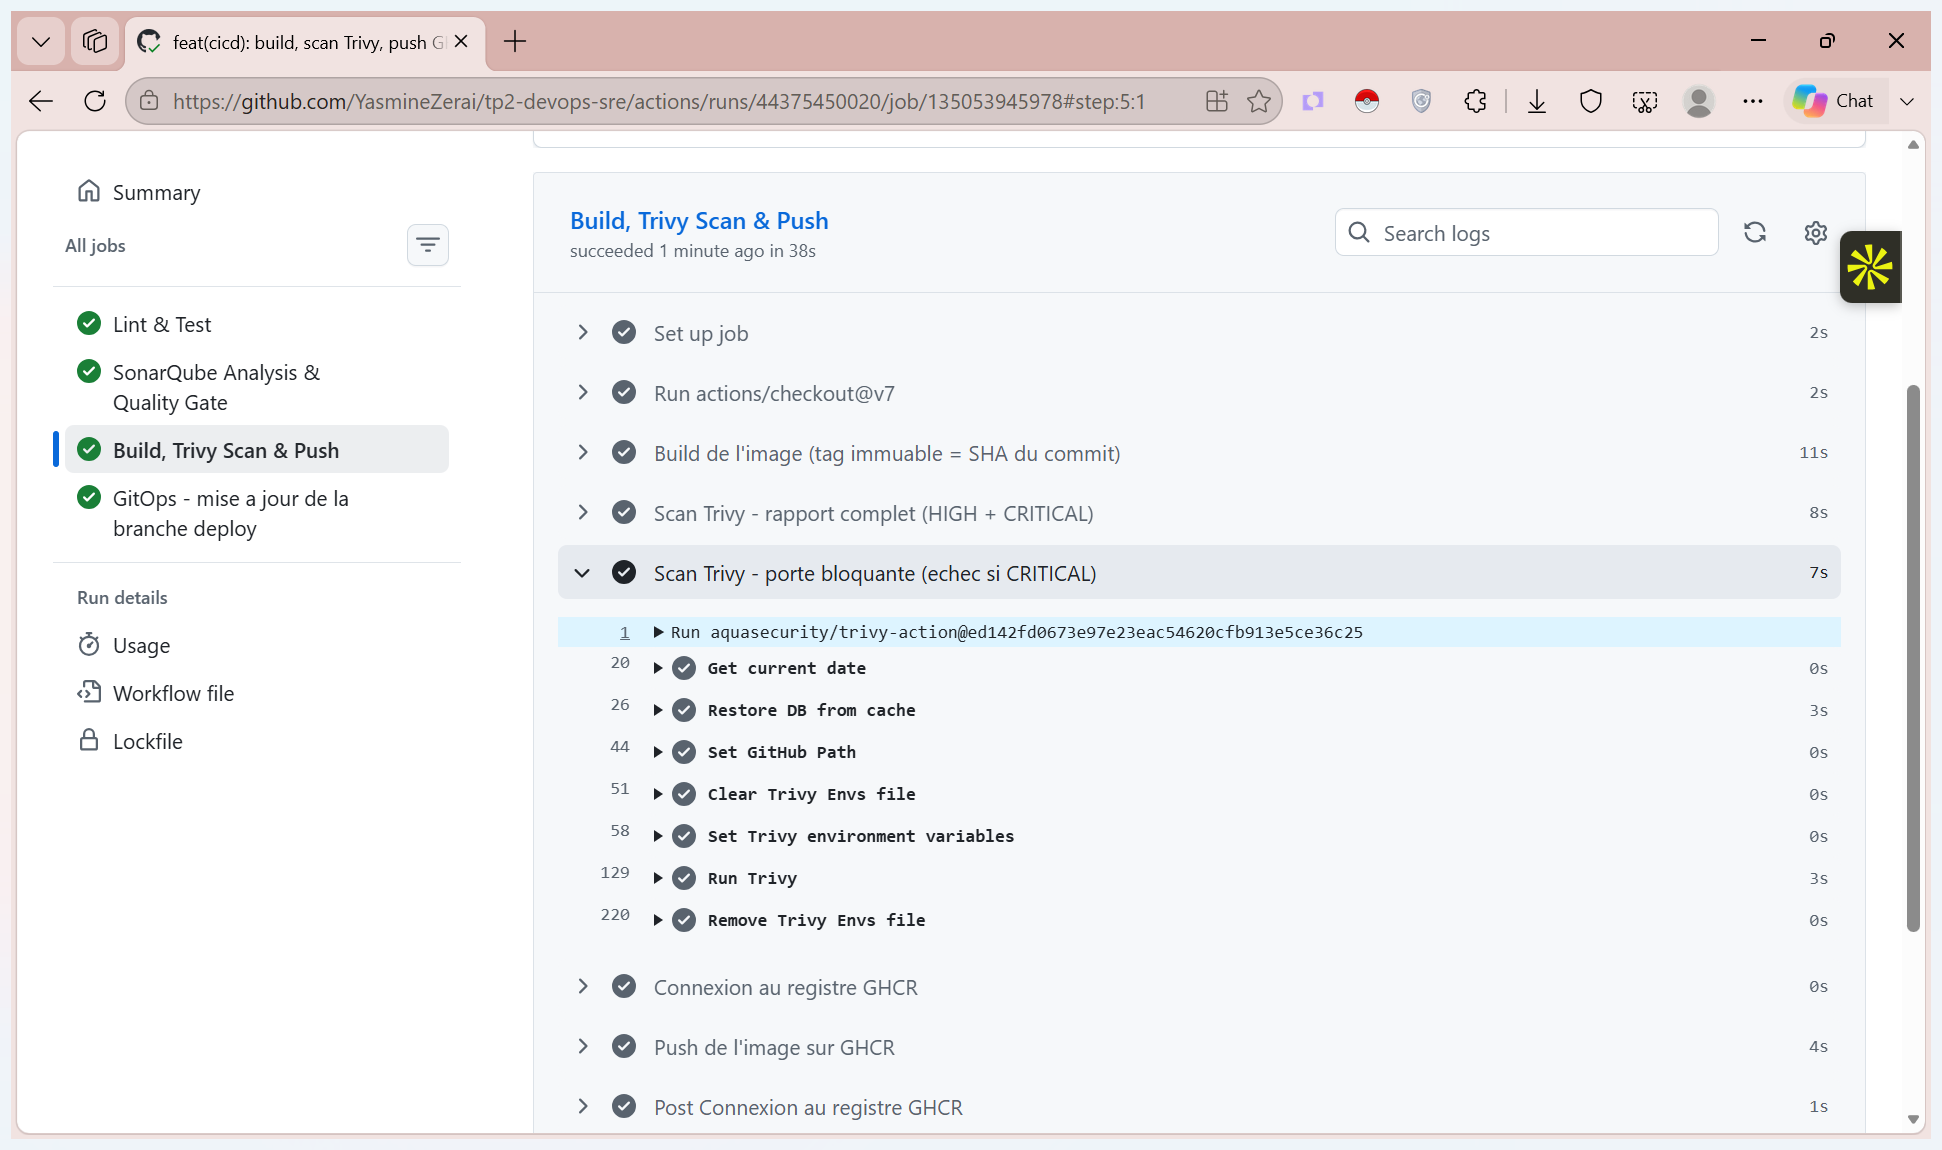 feat(cicd): build, scan Trivy, push G
https://github.com/YasmineZerai/tp2-devops-sre/actions/runs/44375450020/job/135053945978#step:5:1
Chat
Summary
All jobs
Lint & Test
SonarQube Analysis &
Quality Gate
Build, Trivy Scan & Push
GitOps - mise a jour de la
branche deploy
Run details
Usage
Workflow file
Lockfile
Build, Trivy Scan & Push
succeeded 1 minute ago in 38s
Search logs
Set up job 2s
Run actions/checkout@v7 2s
Build de l'image (tag immuable = SHA du commit) 11s
Scan Trivy - rapport complet (HIGH + CRITICAL) 8s
Scan Trivy - porte bloquante (echec si CRITICAL) 7s
1 Run aquasecurity/trivy-action@ed142fd0673e97e23eac54620cfb913e5ce36c25
20 Get current date 0s
26 Restore DB from cache 3s
44 Set GitHub Path 0s
51 Clear Trivy Envs file 0s
58 Set Trivy environment variables 0s
129 Run Trivy 3s
220 Remove Trivy Envs file 0s
Connexion au registre GHCR 0s
Push de l'image sur GHCR 4s
Post Connexion au registre GHCR 1s